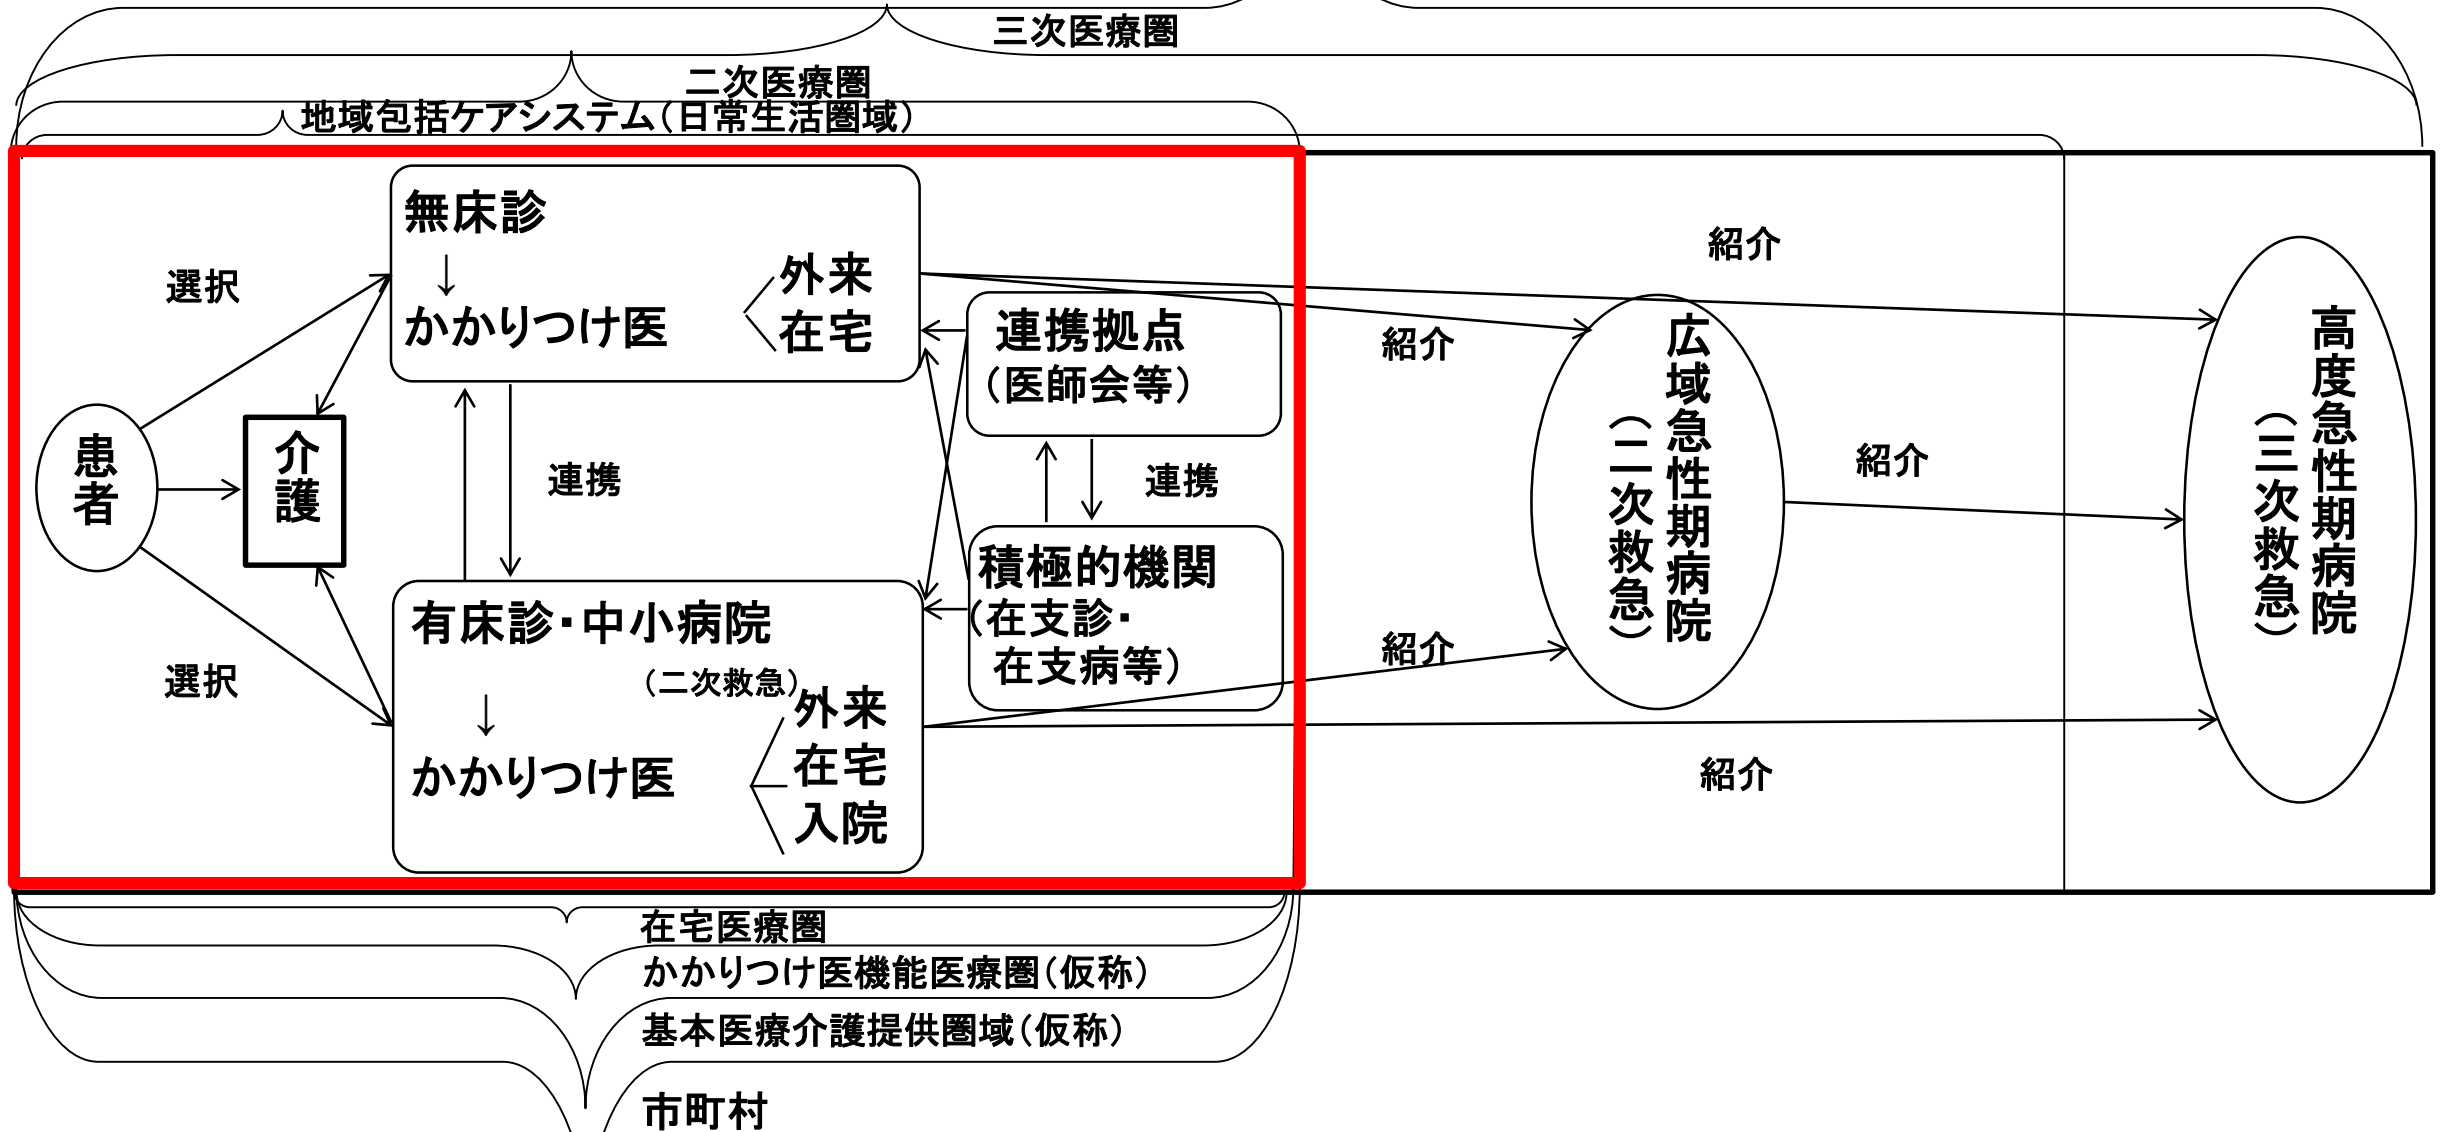 三次医療圏
二次医療圏
地域包括ケアシステム（日常生活圏域）
無床診
↓
かかりつけ医
外来
在宅
選択
患者
介護
選択
連携
連携拠点
（医師会等）
連携
積極的機関
（在支診・
在支病等）
有床診・中小病院
（二次救急）
↓
かかりつけ医
外来
在宅
入院
紹介
紹介
広域急性期病院
（二次救急）
紹介
紹介
紹介
高度急性期病院
（三次救急）
在宅医療圏
かかりつけ医機能医療圏（仮称）
基本医療介護提供圏域（仮称）
市町村